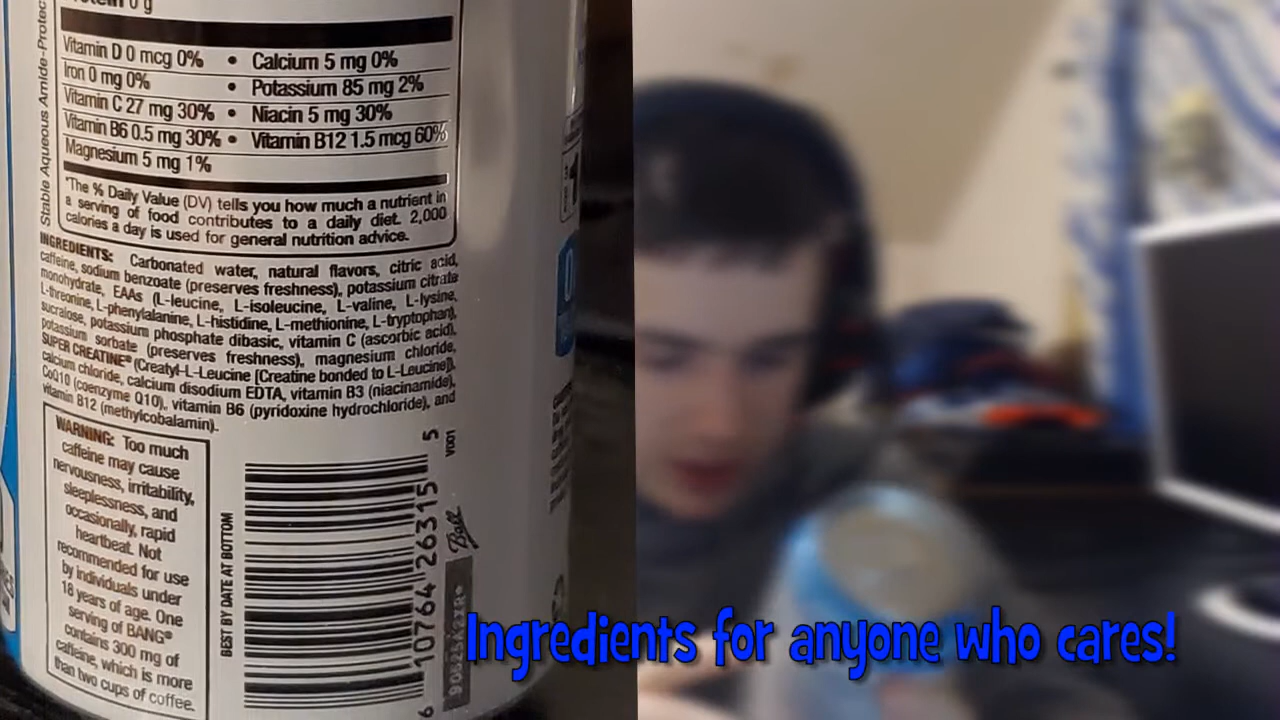 Protein 0 g
Vitamin D 0 mcg 0% • Calcium 5 mg 0%
Iron 0 mg 0% • Potassium 85 mg 2%
Vitamin C 27 mg 30% • Niacin 5 mg 30%
Vitamin B6 0.5 mg 30% • Vitamin B12 1.5 mcg 60%
Magnesium 5 mg 1%
*The % Daily Value (DV) tells you how much a nutrient in
a serving of food contributes to a daily diet. 2,000
calories a day is used for general nutrition advice.
Stable Aqueous Amide-Protec
INGREDIENTS: Carbonated water, natural flavors, citric acid,
caffeine, sodium benzoate (preserves freshness), potassium citrate
monohydrate, EAAs (L-leucine, L-isoleucine, L-valine, L-lysine,
L-threonine, L-phenylalanine, L-histidine, L-methionine, L-tryptophan),
sucralose, potassium phosphate dibasic, vitamin C (ascorbic acid),
potassium sorbate (preserves freshness), magnesium chloride,
SUPER CREATINE® (Creatyl-L-Leucine [Creatine bonded to L-Leucine]),
calcium chloride, calcium disodium EDTA, vitamin B3 (niacinamide),
CoQ10 (coenzyme Q10), vitamin B6 (pyridoxine hydrochloride), and
vitamin B12 (methylcobalamin).
WARNING: Too much
caffeine may cause
nervousness, irritability,
sleeplessness, and
occasionally, rapid
heartbeat. Not
recommended for use
by individuals under
18 years of age. One
serving of BANG®
contains 300 mg of
caffeine, which is more
than two cups of coffee.
BEST BY DATE AT BOTTOM
6 10764 26315 5
V001
Ball
Ingredients for anyone who cares!